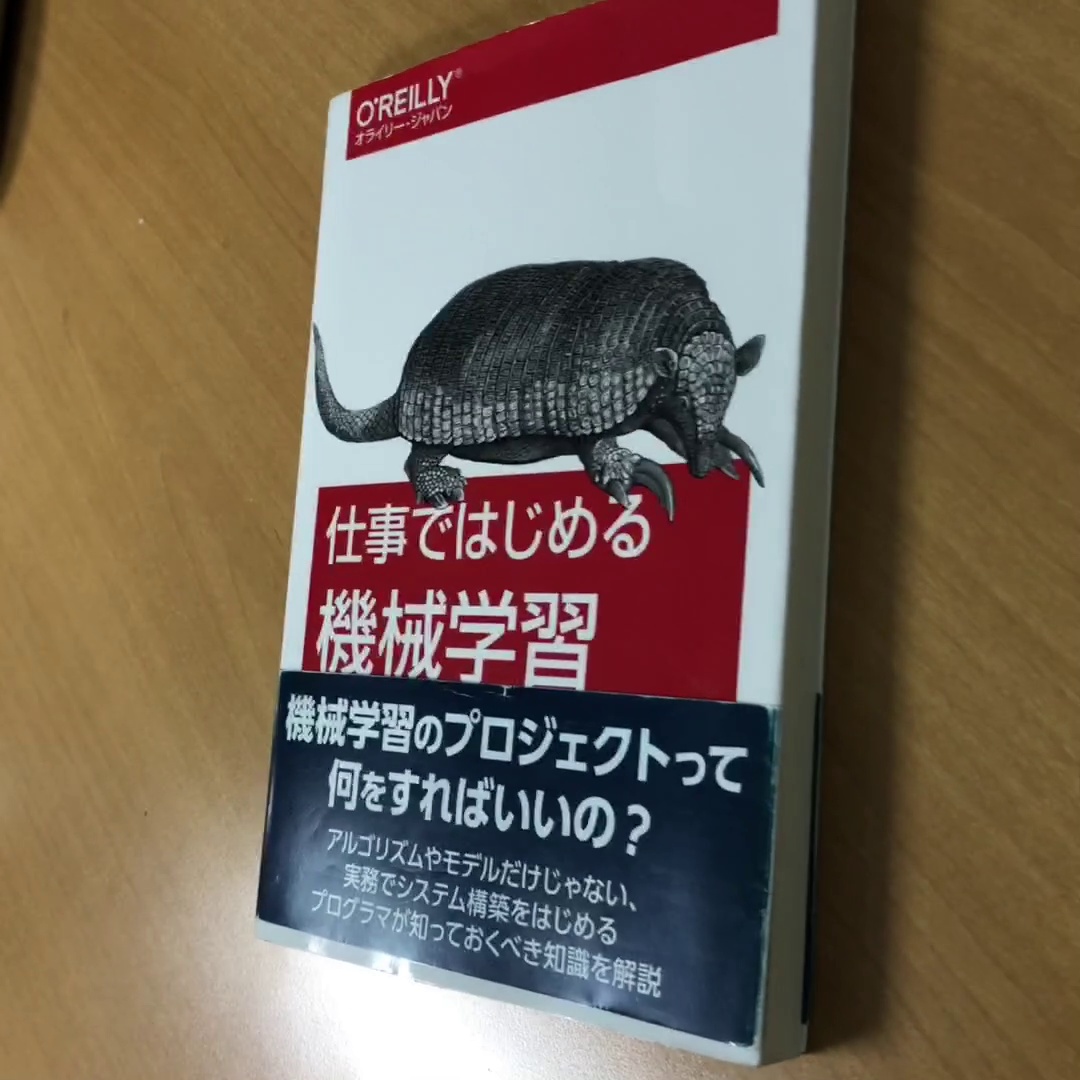 O'REILLY®
オライリー・ジャパン
仕事ではじめる
機械学習
機械学習のプロジェクトって
何をすればいいの？
アルゴリズムやモデルだけじゃない、
実務でシステム構築をはじめる
プログラマが知っておくべき知識を解説